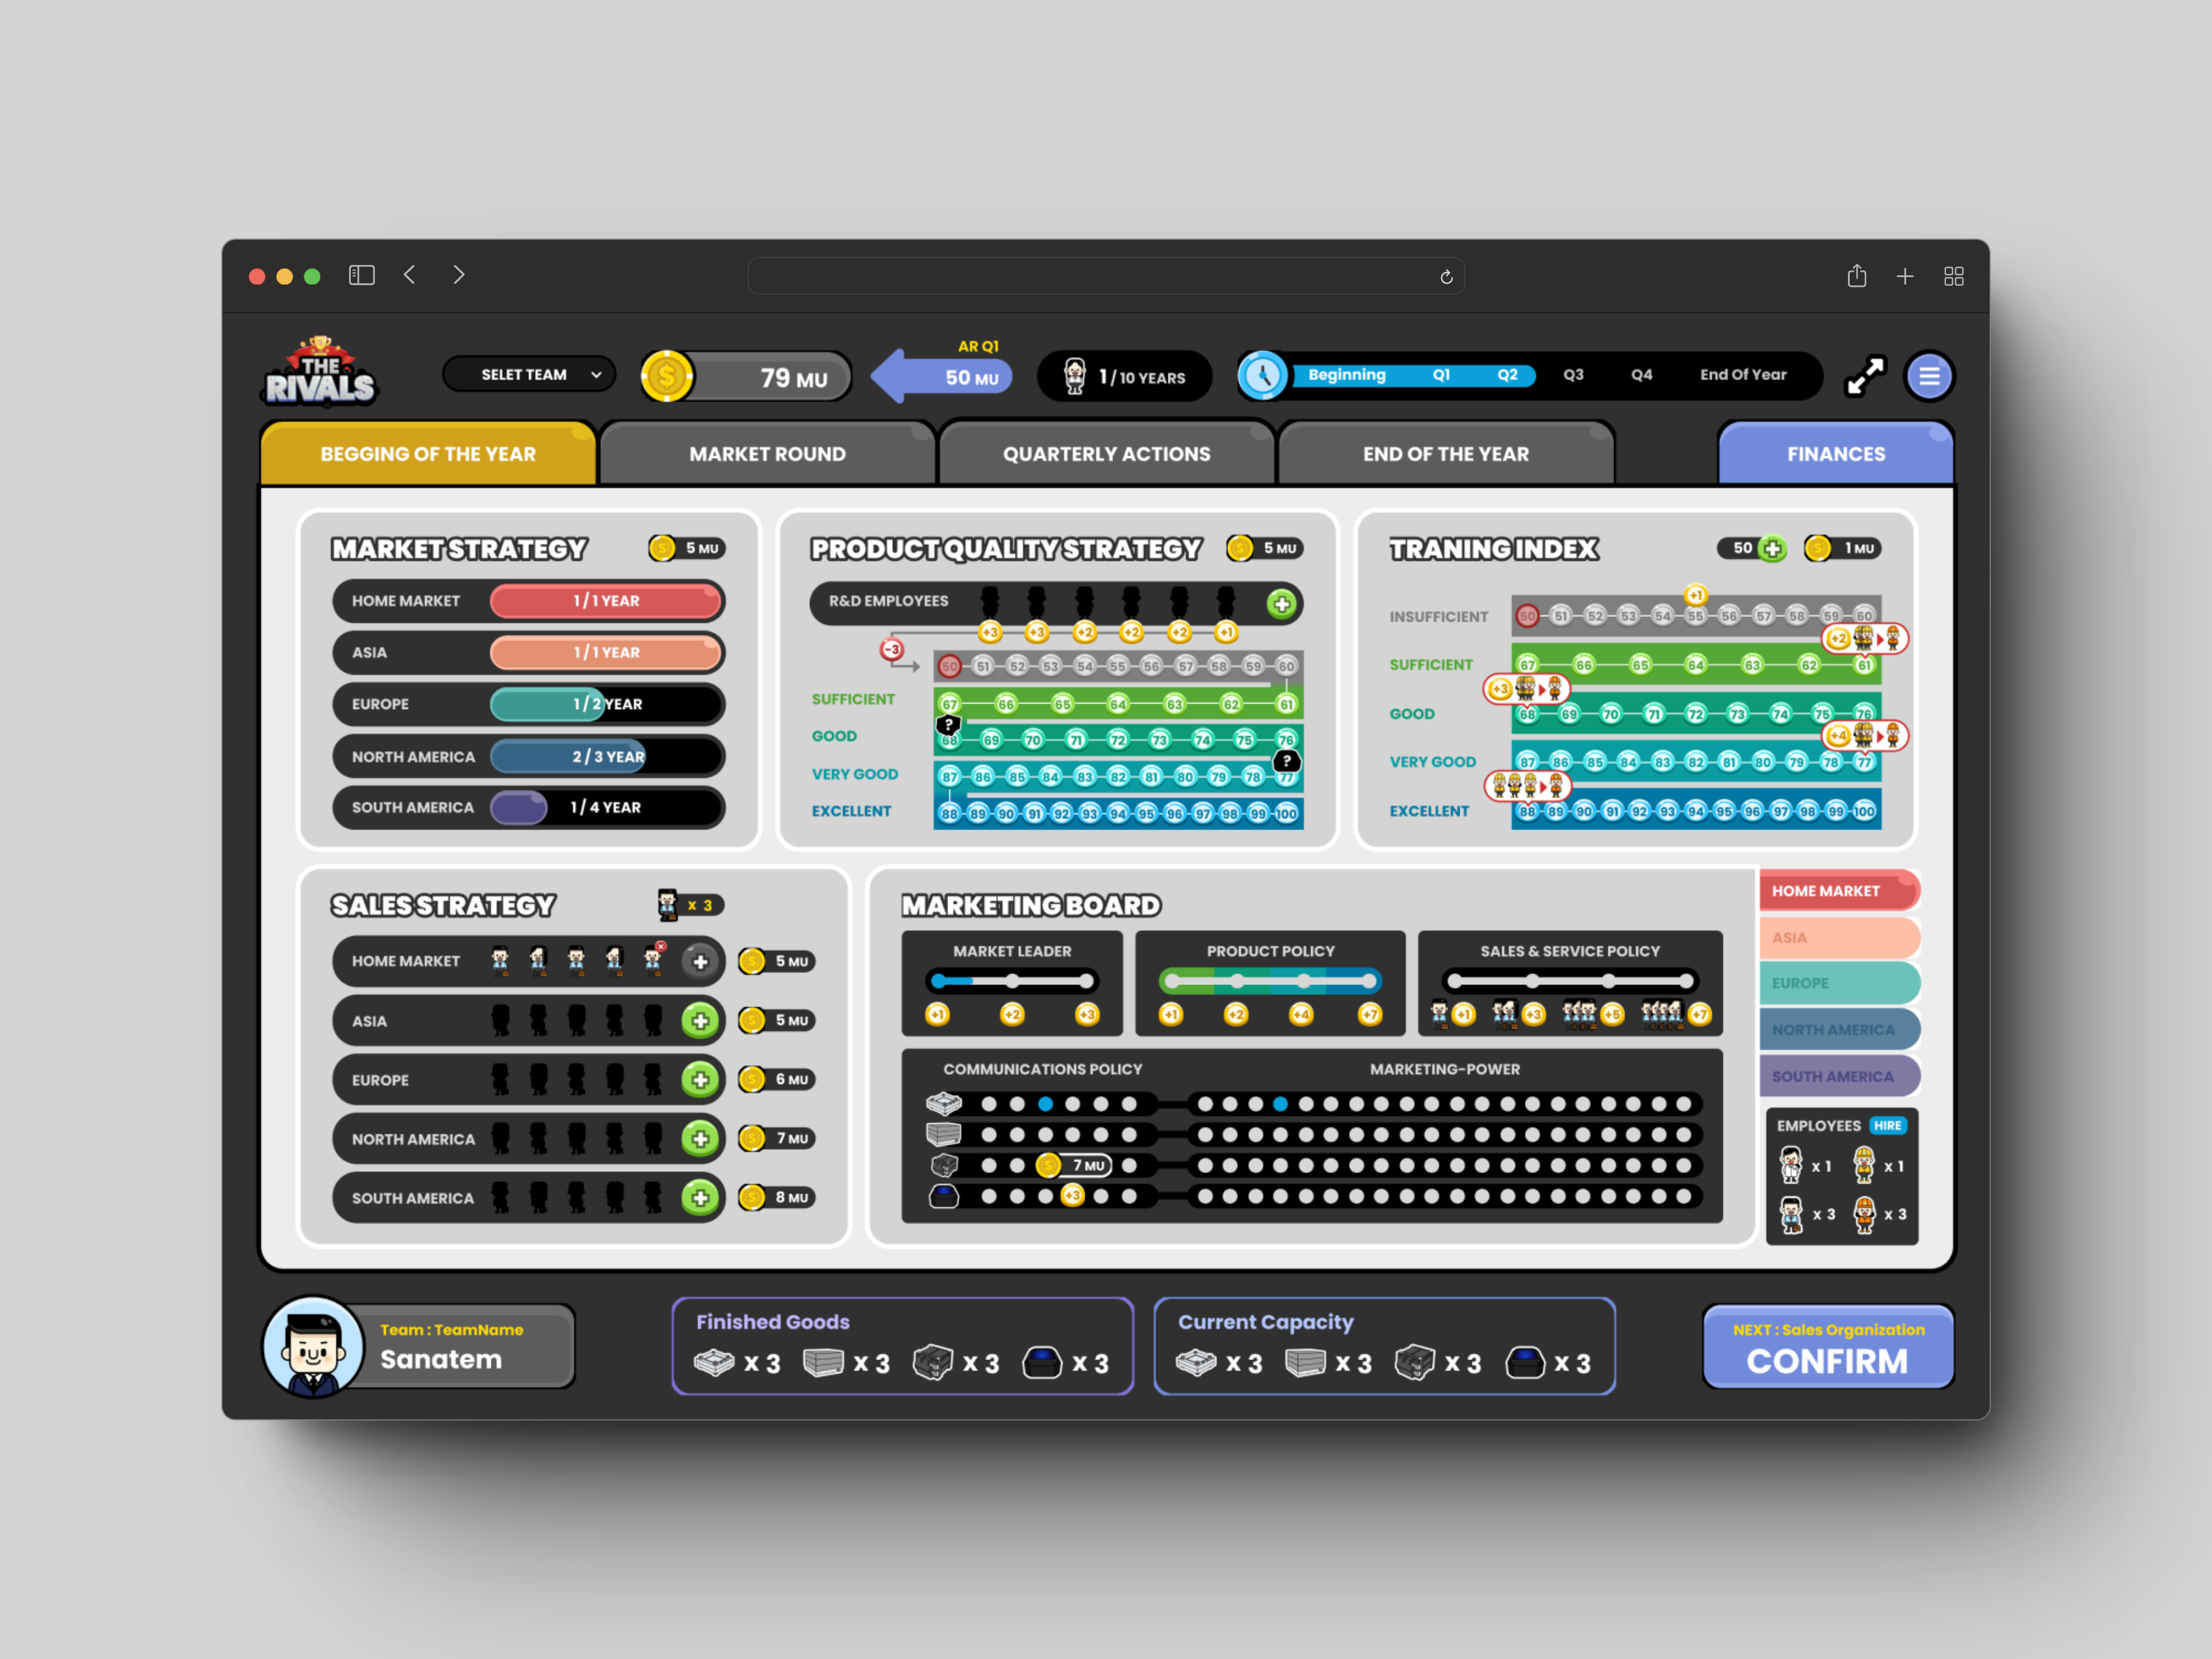 THE
RIVALS
SELET TEAM
79 MU
AR Q1
50 MU
1 / 10 YEARS
Beginning Q1 Q2 Q3 Q4 End Of Year
BEGGING OF THE YEAR
MARKET ROUND
QUARTERLY ACTIONS
END OF THE YEAR
FINANCES
MARKET STRATEGY
5 MU
HOME MARKET 1 / 1 YEAR
ASIA 1 / 1 YEAR
EUROPE 1 / 2 YEAR
NORTH AMERICA 2 / 3 YEAR
SOUTH AMERICA 1 / 4 YEAR
PRODUCT QUALITY STRATEGY
5 MU
R&D EMPLOYEES
+3 +3 +2 +2 +2 +1
-3
50 51 52 53 54 55 56 57 58 59 60
SUFFICIENT 67 66 65 64 63 62 61
?
GOOD 68 69 70 71 72 73 74 75 76
?
VERY GOOD 87 86 85 84 83 82 81 80 79 78 77
EXCELLENT 88 89 90 91 92 93 94 95 96 97 98 99 100
TRANING INDEX
50
1 MU
+1
INSUFFICIENT 50 51 52 53 54 55 56 57 58 59 60
+2
SUFFICIENT 67 66 65 64 63 62 61
+3
GOOD 68 69 70 71 72 73 74 75 76
+4
VERY GOOD 87 86 85 84 83 82 81 80 79 78 77
EXCELLENT 88 89 90 91 92 93 94 95 96 97 98 99 100
SALES STRATEGY
x 3
HOME MARKET 5 MU
ASIA 5 MU
EUROPE 6 MU
NORTH AMERICA 7 MU
SOUTH AMERICA 8 MU
MARKETING BOARD
MARKET LEADER
+1 +2 +3
PRODUCT POLICY
+1 +2 +4 +7
SALES & SERVICE POLICY
+1 +3 +5 +7
COMMUNICATIONS POLICY
MARKETING-POWER
7 MU
+3
HOME MARKET
ASIA
EUROPE
NORTH AMERICA
SOUTH AMERICA
EMPLOYEES HIRE
x 1 x 1
x 3 x 3
Team : TeamName
Sanatem
Finished Goods
x 3 x 3 x 3 x 3
Current Capacity
x 3 x 3 x 3 x 3
NEXT : Sales Organization
CONFIRM